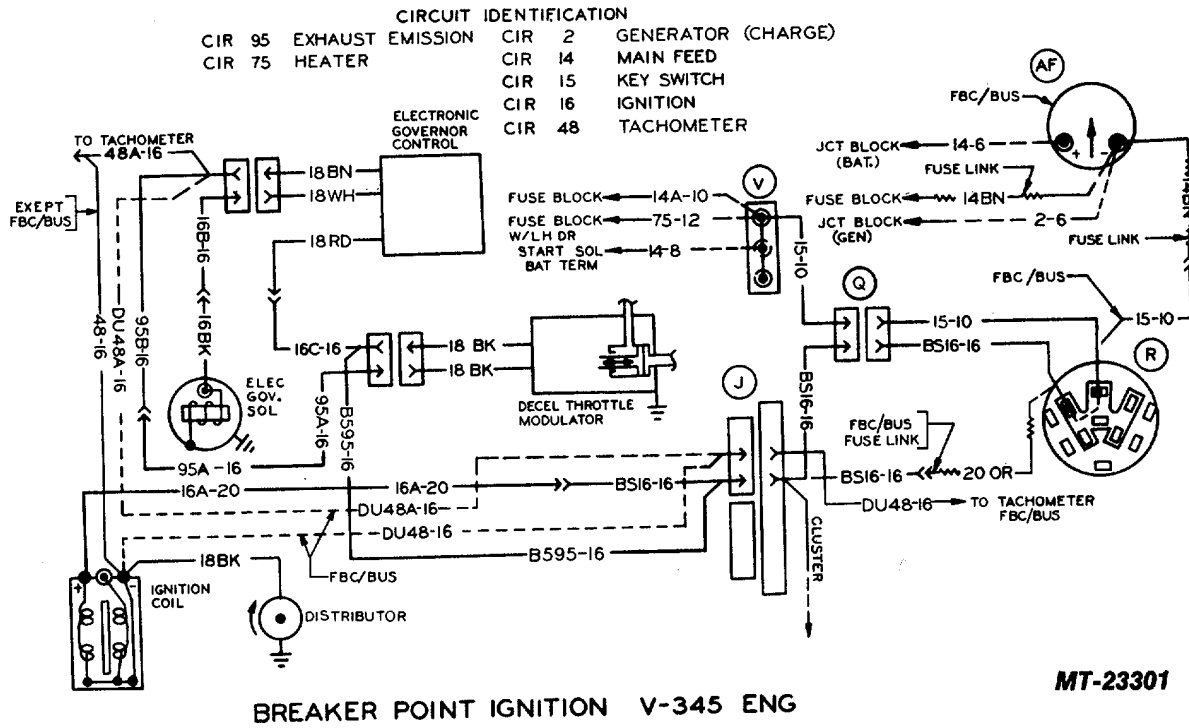 CIRCUIT IDENTIFICATION
CIR 95 EXHAUST EMISSION CIR 2 GENERATOR (CHARGE)
CIR 75 HEATER CIR 14 MAIN FEED
CIR 15 KEY SWITCH
CIR 16 IGNITION
CIR 48 TACHOMETER
AF
FBC/BUS
ELECTRONIC
GOVERNOR
CONTROL
TO TACHOMETER
48A-16
JCT BLOCK
(BAT.)
14-6
+
-
18BN
18WH
18RD
FUSE LINK
FUSE BLOCK
14BN
JCT BLOCK
(GEN)
2-6
14BN
FUSE LINK
V
FUSE BLOCK
14A-10
FUSE BLOCK
W/LH DR
75-12
START SOL
BAT TERM
14-8
15-10
EXEPT
FBC/BUS
16B-16
16BK
48-16
DU48A-16
95B-16
Q
FBC/BUS
15-10
15-10
BS16-16
R
16C-16
18 BK
18 BK
DECEL THROTTLE
MODULATOR
ELEC
GOV.
SOL
95A-16
B595-16
J
BS16-16
FBC/BUS
FUSE LINK
95A-16
16A-20
16A-20
BS16-16
BS16-16
20 OR
DU48A-16
DU48-16
TO TACHOMETER
FBC/BUS
DU48-16
B595-16
CLUSTER
18BK
FBC/BUS
+
-
IGNITION
COIL
DISTRIBUTOR
MT-23301
BREAKER POINT IGNITION V-345 ENG